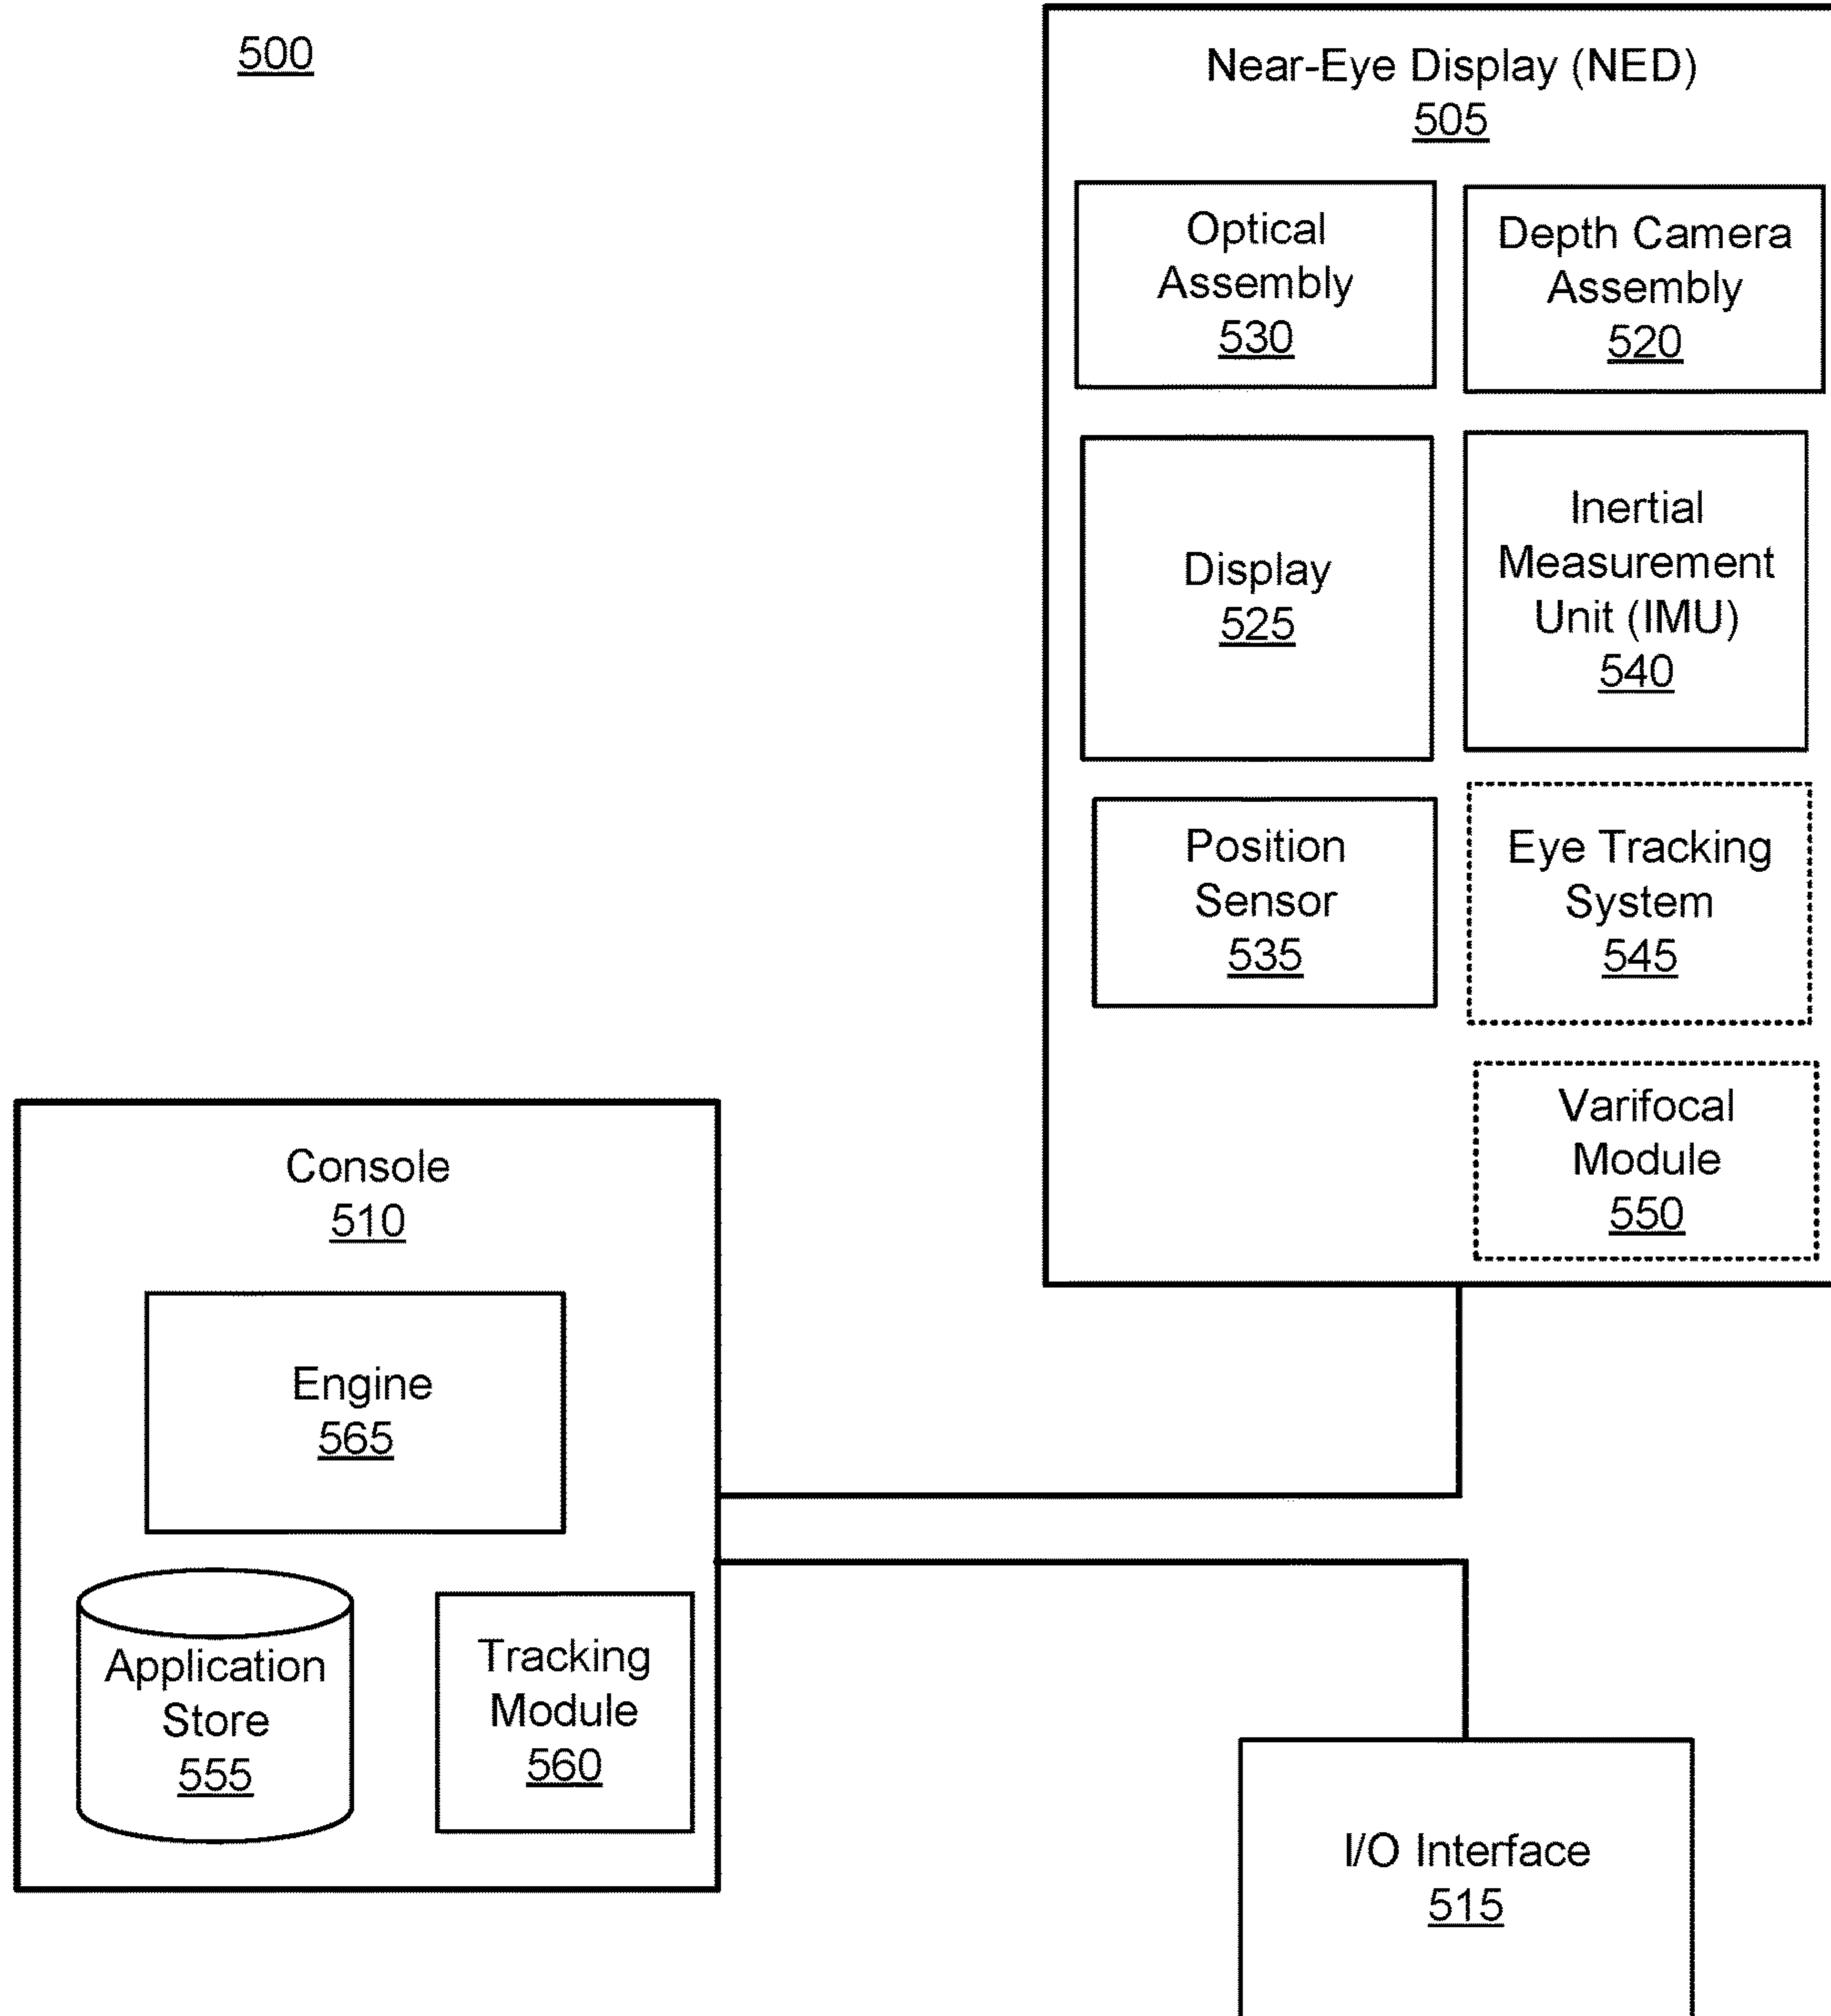 500
Near-Eye Display (NED)
505
Optical
Assembly
530
Depth Camera
Assembly
520
Display
525
Inertial
Measurement
Unit (IMU)
540
Position
Sensor
535
Eye Tracking
System
545
Varifocal
Module
550
Console
510
Engine
565
Application
Store
555
Tracking
Module
560
I/O Interface
515